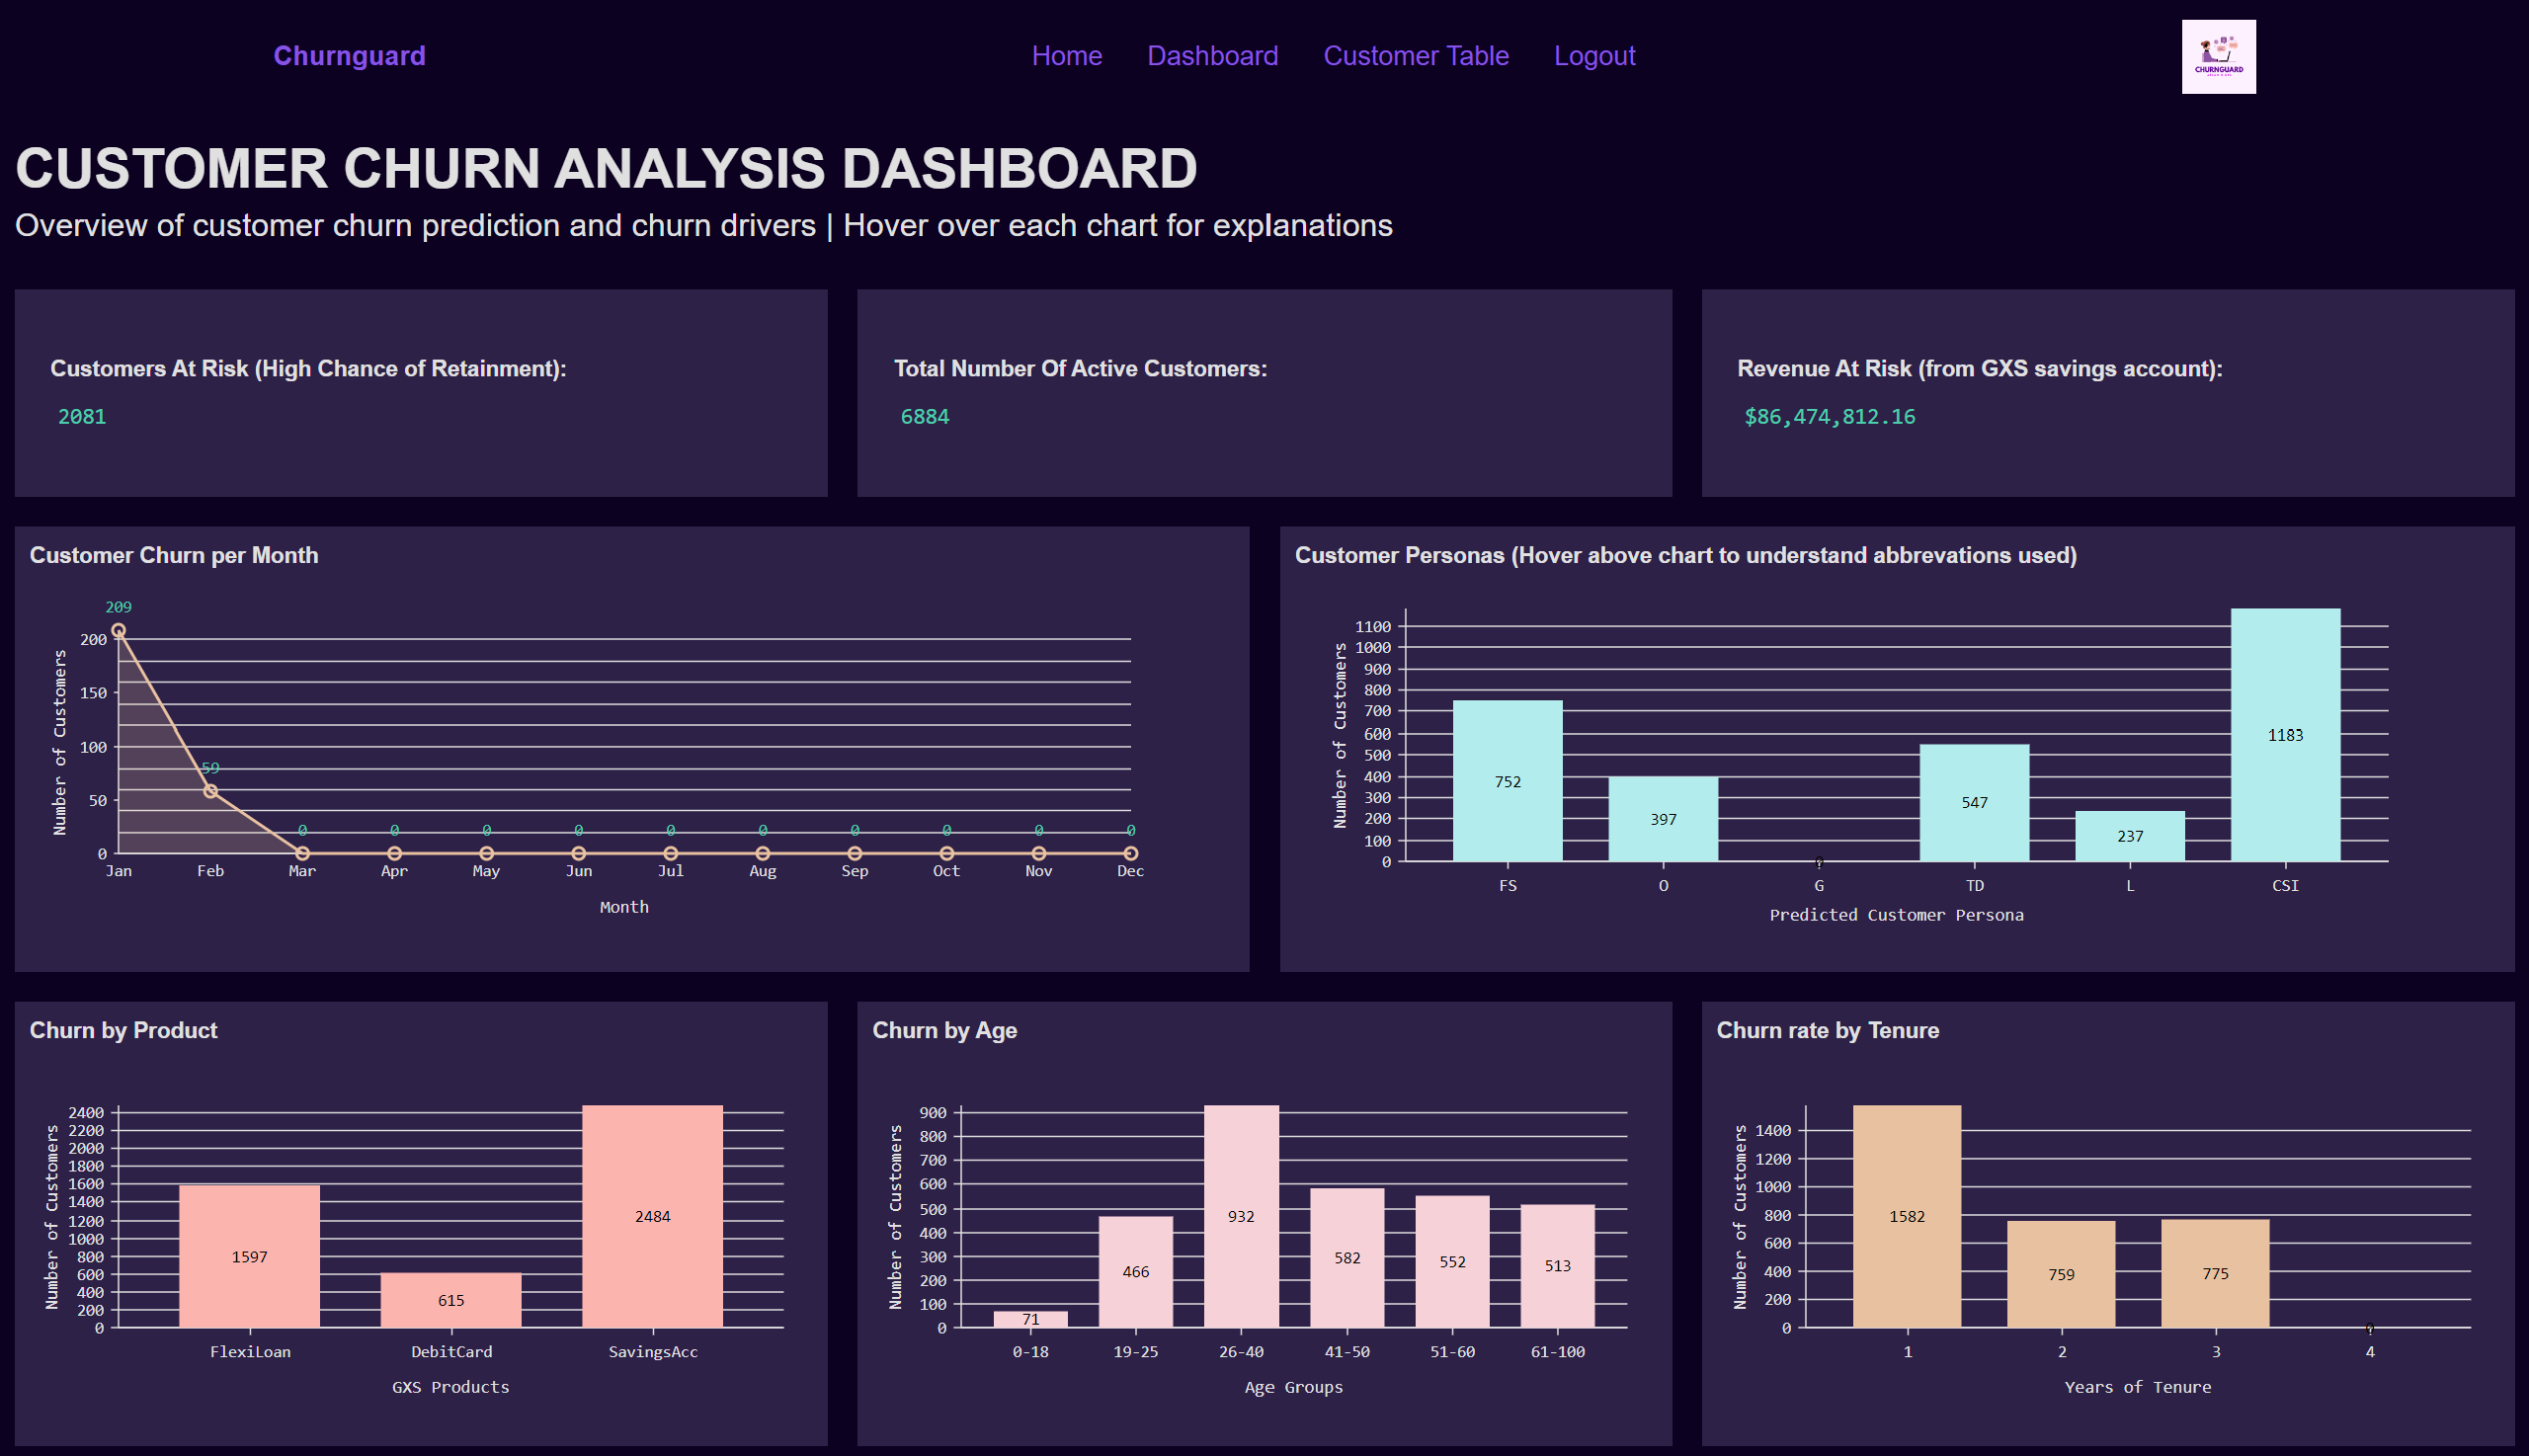 Churnguard
Home Dashboard Customer Table Logout
CHURNGUARD
CUSTOMER CHURN ANALYSIS DASHBOARD
Overview of customer churn prediction and churn drivers | Hover over each chart for explanations
Customers At Risk (High Chance of Retainment):
2081
Total Number Of Active Customers:
6884
Revenue At Risk (from GXS savings account):
$86,474,812.16
Customer Churn per Month
Number of Customers
200
150
100
50
0
209
59
0 0 0 0 0 0 0 0 0 0
Jan Feb Mar Apr May Jun Jul Aug Sep Oct Nov Dec
Month
Customer Personas (Hover above chart to understand abbrevations used)
Number of Customers
1100
1000
900
800
700
600
500
400
300
200
100
0
752 397 0 547 237 1183
FS O G TD L CSI
Predicted Customer Persona
Churn by Product
Number of Customers
2400
2200
2000
1800
1600
1400
1200
1000
800
600
400
200
0
1597 615 2484
FlexiLoan DebitCard SavingsAcc
GXS Products
Churn by Age
Number of Customers
900
800
700
600
500
400
300
200
100
0
71 466 932 582 552 513
0-18 19-25 26-40 41-50 51-60 61-100
Age Groups
Churn rate by Tenure
Number of Customers
1400
1200
1000
800
600
400
200
0
1582 759 775 0
1 2 3 4
Years of Tenure